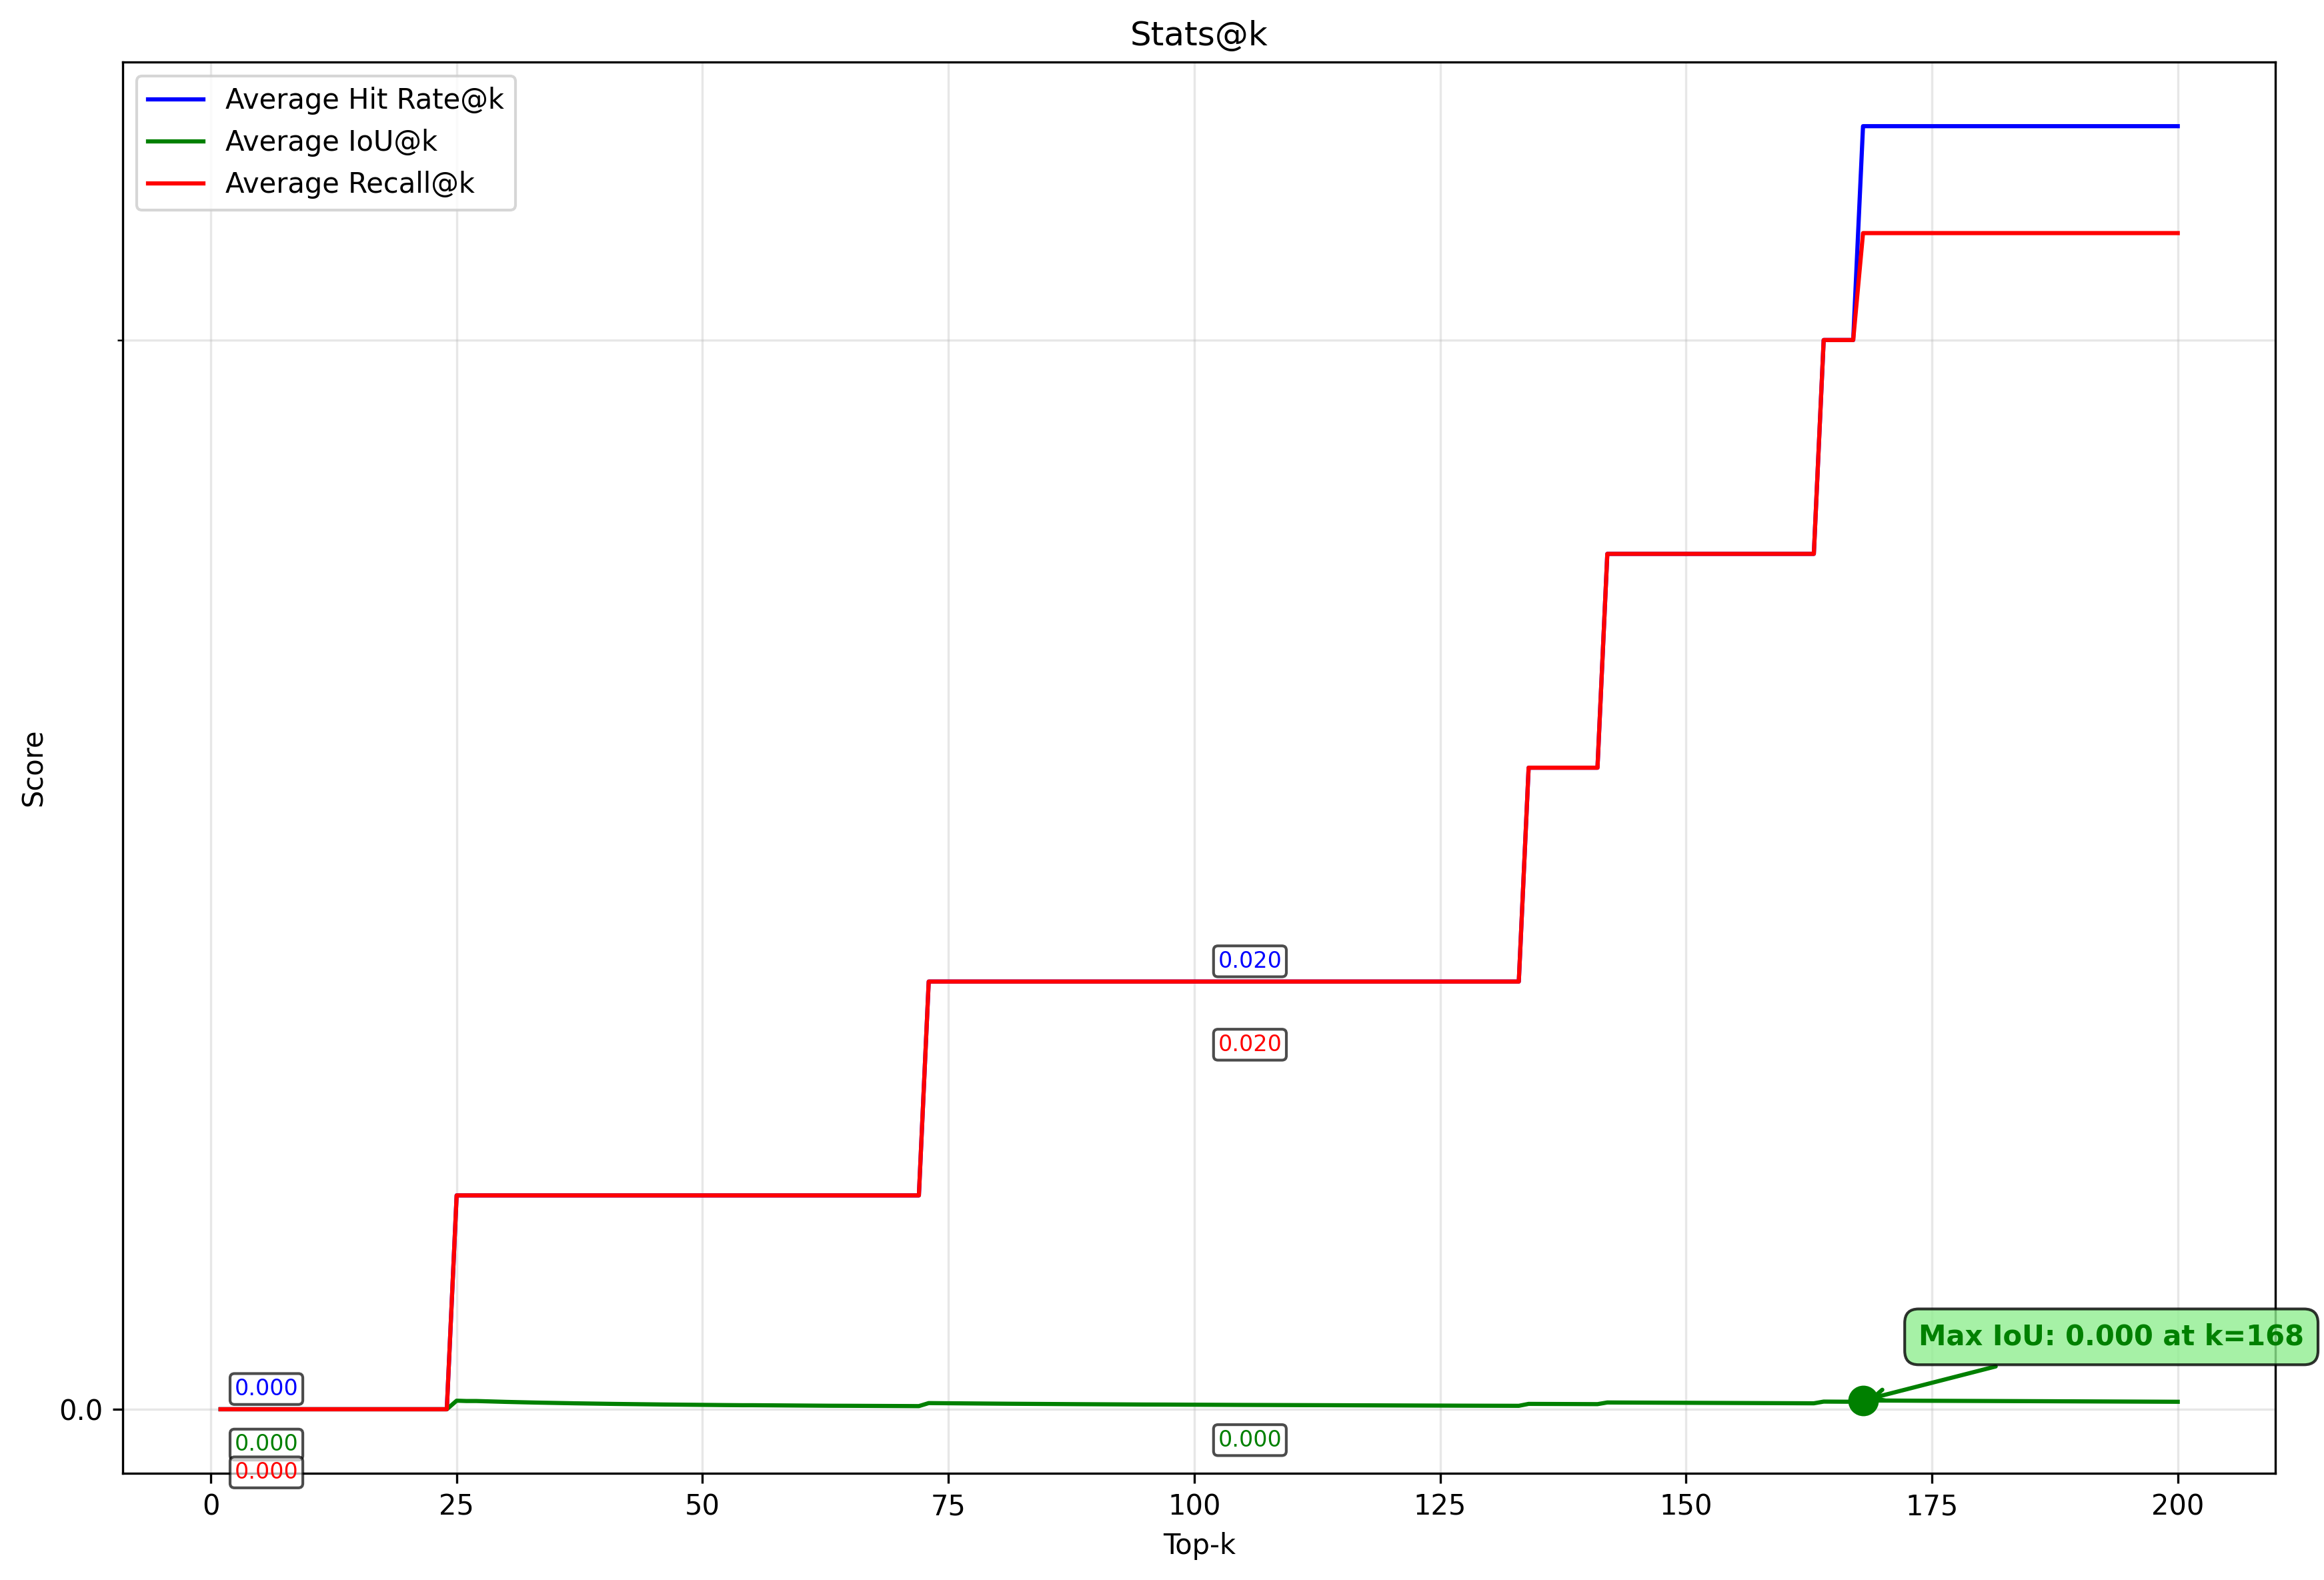 Stats@k
Average Hit Rate@k
Average IoU@k
Average Recall@k
Score
0.020
0.020
Max IoU: 0.000 at k=168
0.000
0.0
0.000
0.000
0.000
0 25 50 75 100 125 150 175 200
Top-k